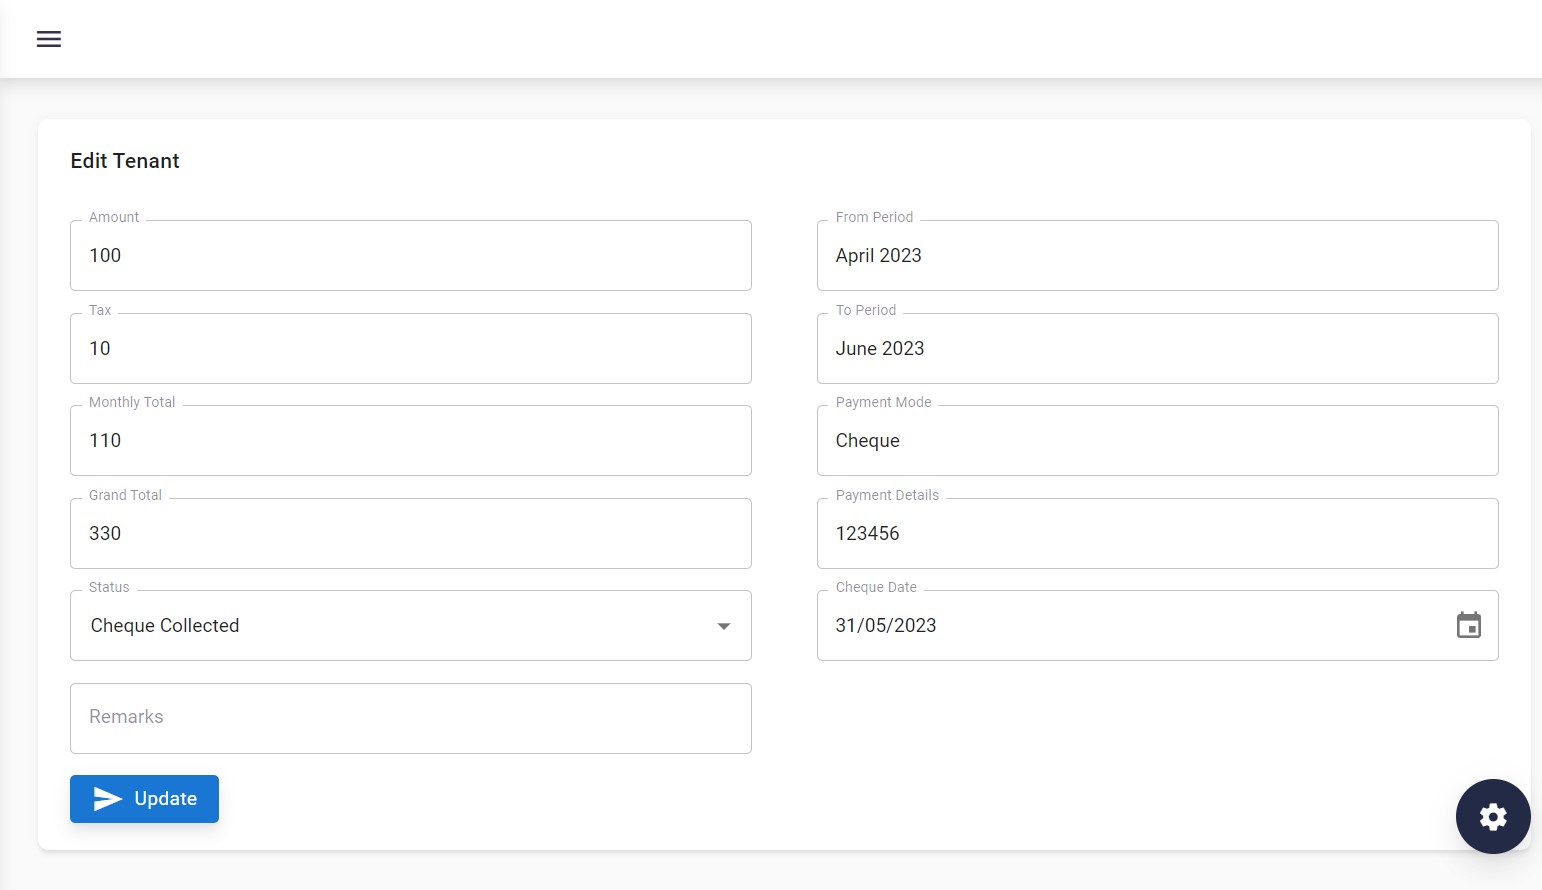 Edit Tenant
Amount
100
From Period
April 2023
Tax
10
To Period
June 2023
Monthly Total
110
Payment Mode
Cheque
Grand Total
330
Payment Details
123456
Status
Cheque Collected
Cheque Date
31/05/2023
Remarks
Update